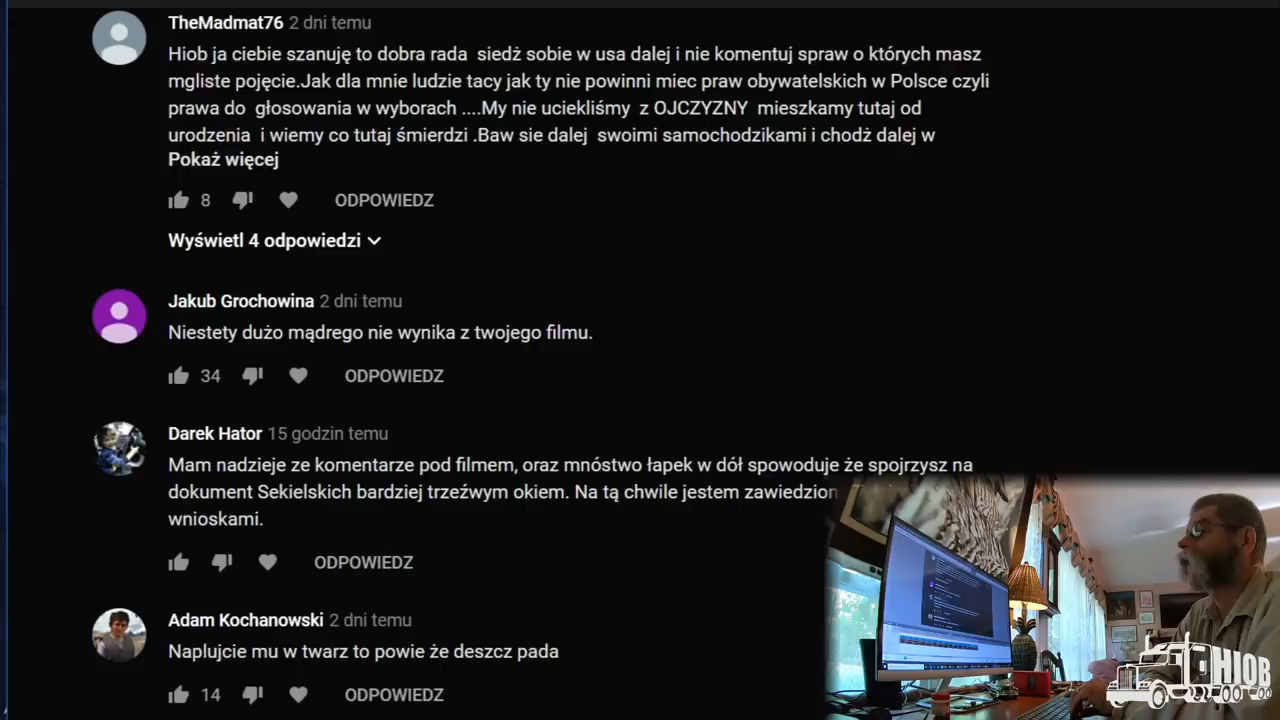 TheMadmat76 2 dni temu
Hiob ja ciebie szanuję to dobra rada  siedż sobie w usa dalej i nie komentuj spraw o których masz
mgliste pojęcie.Jak dla mnie ludzie tacy jak ty nie powinni miec praw obywatelskich w Polsce czyli
prawa do  głosowania w wyborach ....My nie uciekliśmy  z OJCZYZNY  mieszkamy tutaj od
urodzenia  i wiemy co tutaj śmierdzi .Baw sie dalej  swoimi samochodzikami i chodż dalej w
Pokaż więcej
8 ODPOWIEDZ
Wyświetl 4 odpowiedzi
Jakub Grochowina 2 dni temu
Niestety dużo mądrego nie wynika z twojego filmu.
34 ODPOWIEDZ
Darek Hator 15 godzin temu
Mam nadzieje ze komentarze pod filmem, oraz mnóstwo łapek w dół spowoduje że spojrzysz na
dokument Sekielskich bardziej trzeźwym okiem. Na tą chwile jestem zawiedzion
wnioskami.
ODPOWIEDZ
Adam Kochanowski 2 dni temu
Naplujcie mu w twarz to powie że deszcz pada
14 ODPOWIEDZ
HIOB